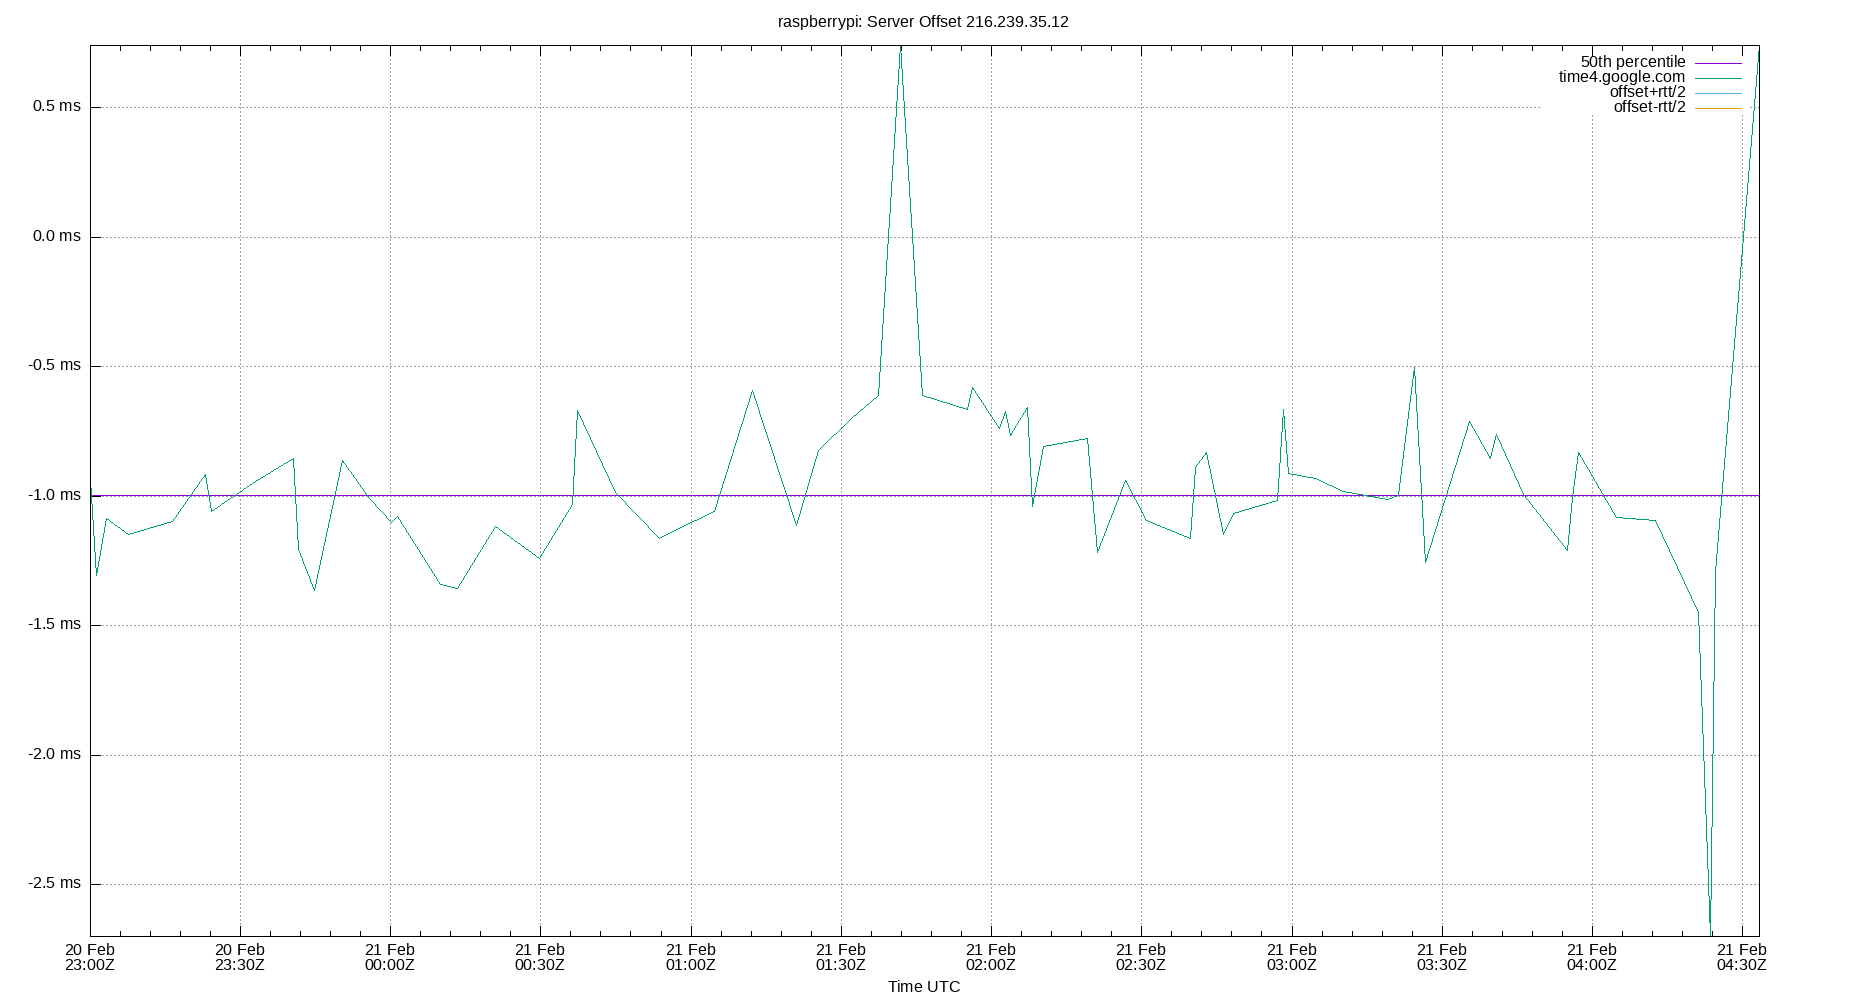 raspberrypi: Server Offset 216.239.35.12
50th percentile
time4.google.com
offset+rtt/2
offset-rtt/2
0.5 ms
0.0 ms
-0.5 ms
-1.0 ms
-1.5 ms
-2.0 ms
-2.5 ms
20 Feb 20 Feb 21 Feb 21 Feb 21 Feb 21 Feb 21 Feb 21 Feb 21 Feb 21 Feb 21 Feb 21 Feb
23:00Z 23:30Z 00:00Z 00:30Z 01:00Z 01:30Z 02:00Z 02:30Z 03:00Z 03:30Z 04:00Z 04:30Z
Time UTC